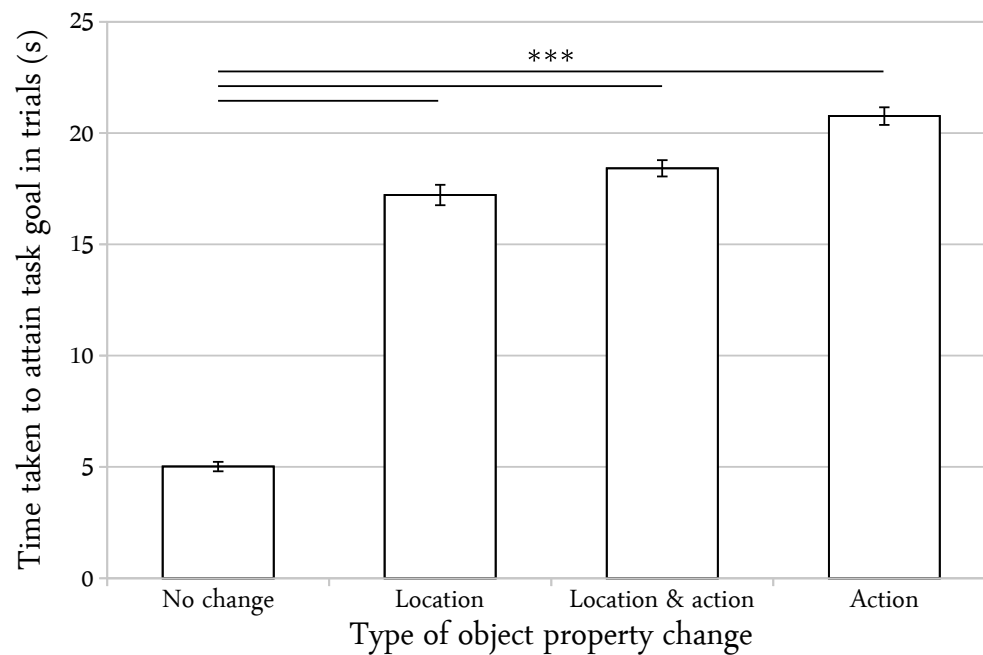 Time taken to attain task goal in trials (s)
25
20
15
10
5
0
***
No change
Location
Location & action
Action
Type of object property change